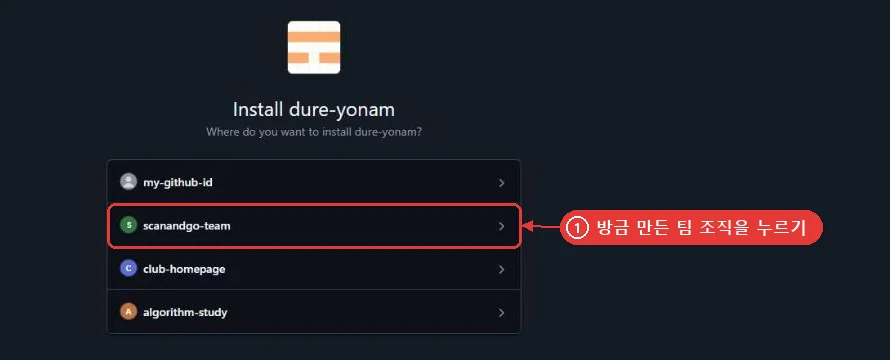 Install dure-yonam
Where do you want to install dure-yonam?
my-github-id
S scanandgo-team
① 방금 만든 팀 조직을 누르기
C club-homepage
A algorithm-study